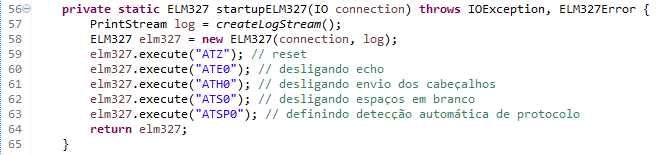 56 private static ELM327 startupELM327(IO connection) throws IOException, ELM327Error {
57 PrintStream log = createLogStream();
58 ELM327 elm327 = new ELM327(connection, log);
59 elm327.execute("ATZ"); // reset
60 elm327.execute("ATE0"); // desligando echo
61 elm327.execute("ATH0"); // desligando envio dos cabeçalhos
62 elm327.execute("ATS0"); // desligando espaços em branco
63 elm327.execute("ATSP0"); // definindo detecção automática de protocolo
64 return elm327;
65 }